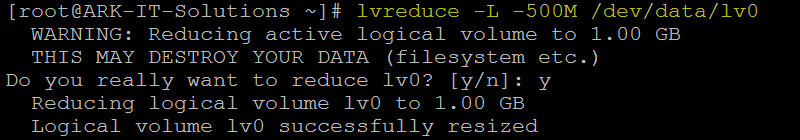 [root@ARK-IT-Solutions ~]# lvreduce -L -500M /dev/data/lv0
WARNING: Reducing active logical volume to 1.00 GB
THIS MAY DESTROY YOUR DATA (filesystem etc.)
Do you really want to reduce lv0? [y/n]: y
Reducing logical volume lv0 to 1.00 GB
Logical volume lv0 successfully resized